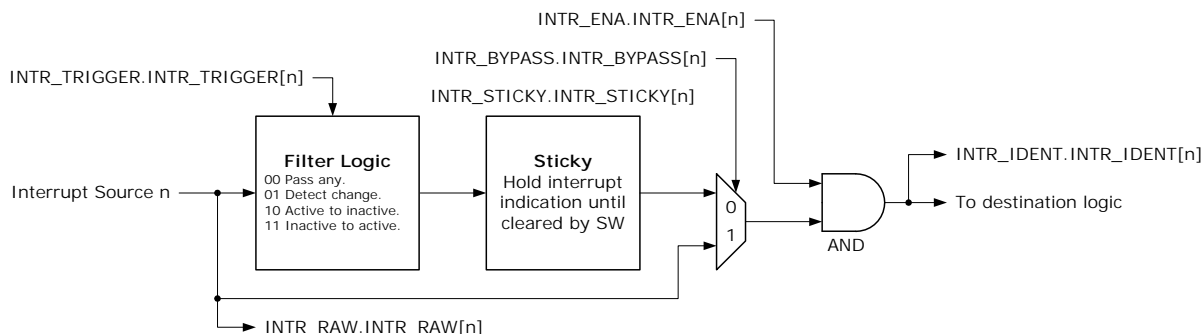 INTR_ENA.INTR_ENA[n]
INTR_BYPASS.INTR_BYPASS[n]
INTR_TRIGGER.INTR_TRIGGER[n]
INTR_STICKY.INTR_STICKY[n]
Filter Logic
00 Pass any.
01 Detect change.
10 Active to inactive.
11 Inactive to active.
Sticky
Hold interrupt
indication until
cleared by SW
Interrupt Source n
0
1
AND
INTR_IDENT.INTR_IDENT[n]
To destination logic
INTR_RAW.INTR_RAW[n]